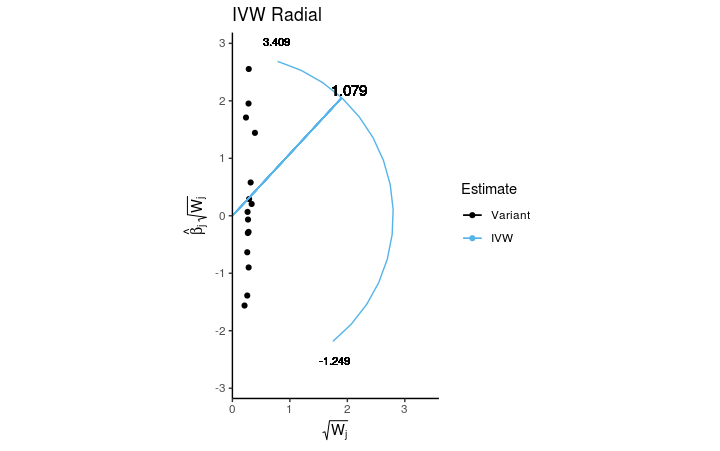 IVW Radial
3.409
3
1.079
2
1
0
-1
-2
-3
-1.249
0 1 2 3
β̂j√Wj
√Wj
Estimate
Variant
IVW